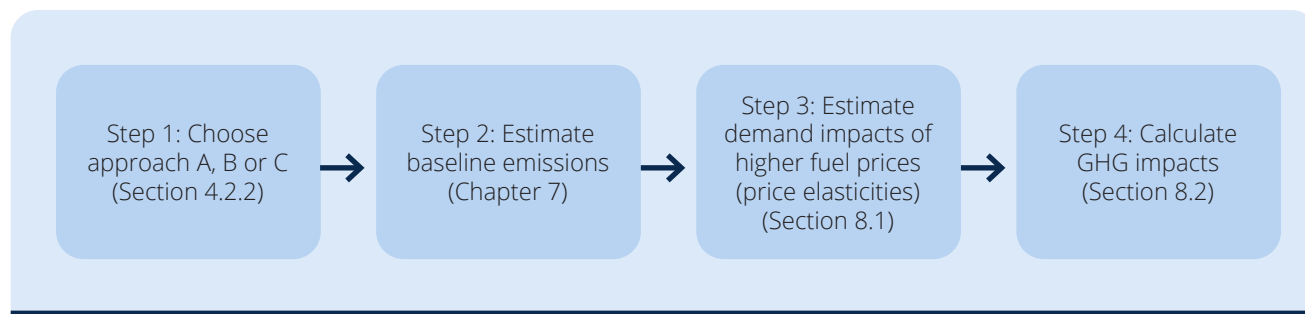 Step 1: Choose
approach A, B or C
(Section 4.2.2)
Step 2: Estimate
baseline emissions
(Chapter 7)
Step 3: Estimate
demand impacts of
higher fuel prices
(price elasticities)
(Section 8.1)
Step 4: Calculate
GHG impacts
(Section 8.2)